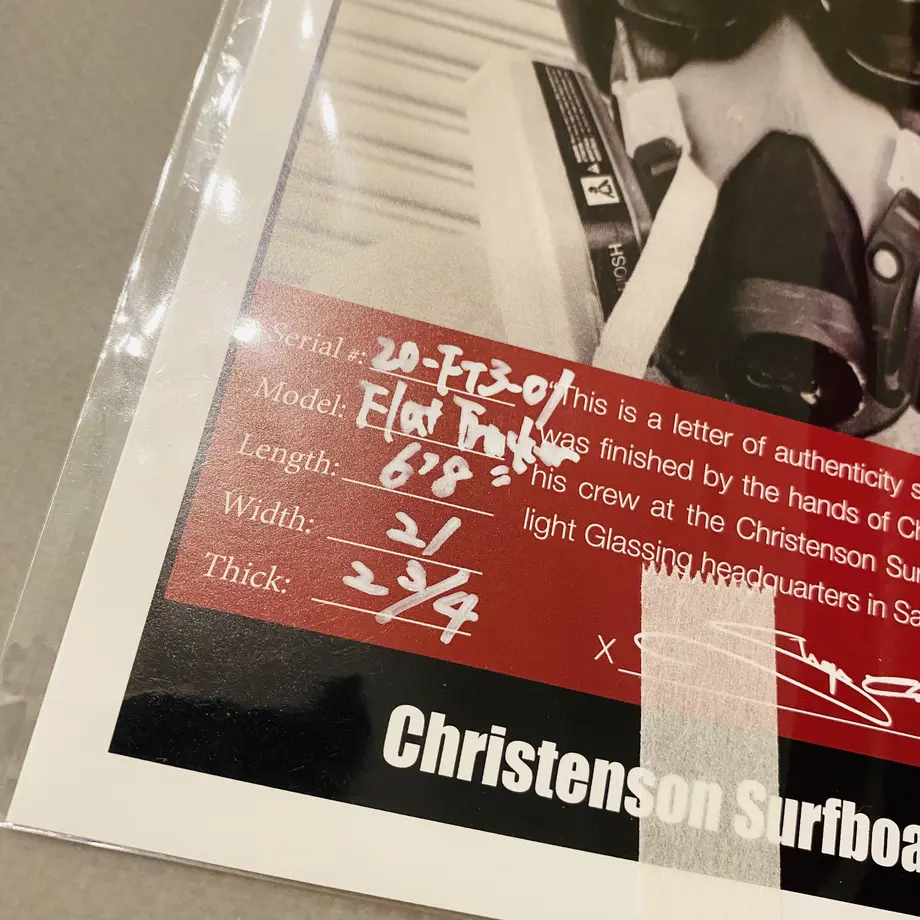 Serial #: 20-FT3-01
Model: Flat Tracker
Length: 6'8"
Width: 21
Thick: 2 3/4
"This is a letter of authenticity s
was finished by the hands of Ch
his crew at the Christenson Sur
light Glassing headquarters in Sa
X
Christenson Surfboa